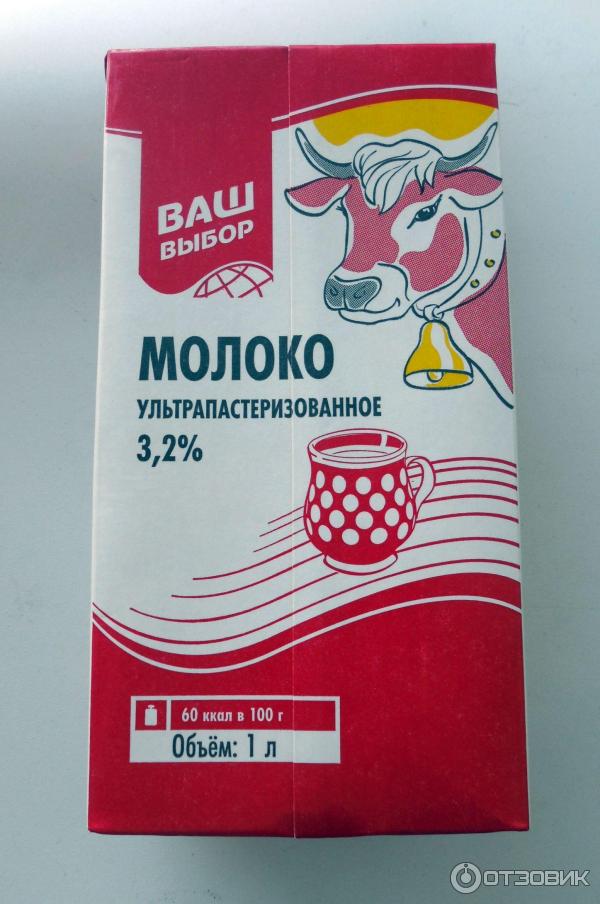 ВАШ
ВЫБОР
МОЛОКО
УЛЬТРАПАСТЕРИЗОВАННОЕ
3,2%
60 ккал в 100 г
Объём: 1 л
ОТЗОВИК